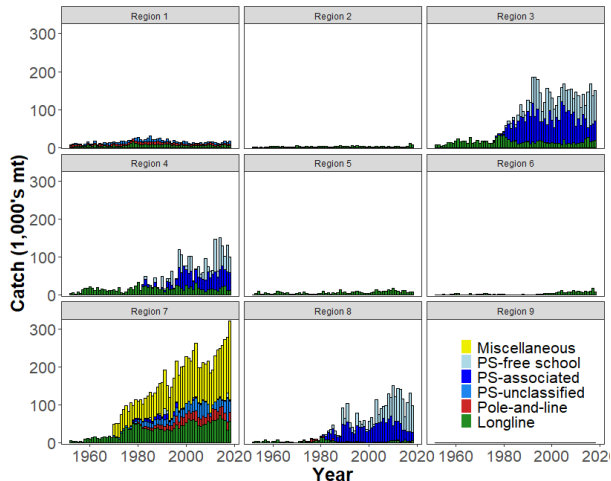 Region 1
Region 2
Region 3
300
200
100
0
Region 4
Region 5
Region 6
300
200
100
0
Region 7
Region 8
Region 9
300
200
100
0
Miscellaneous
PS-free school
PS-associated
PS-unclassified
Pole-and-line
Longline
1960 1980 2000 2020 1960 1980 2000 2020 1960 1980 2000 2020
Year
Catch (1,000's mt)